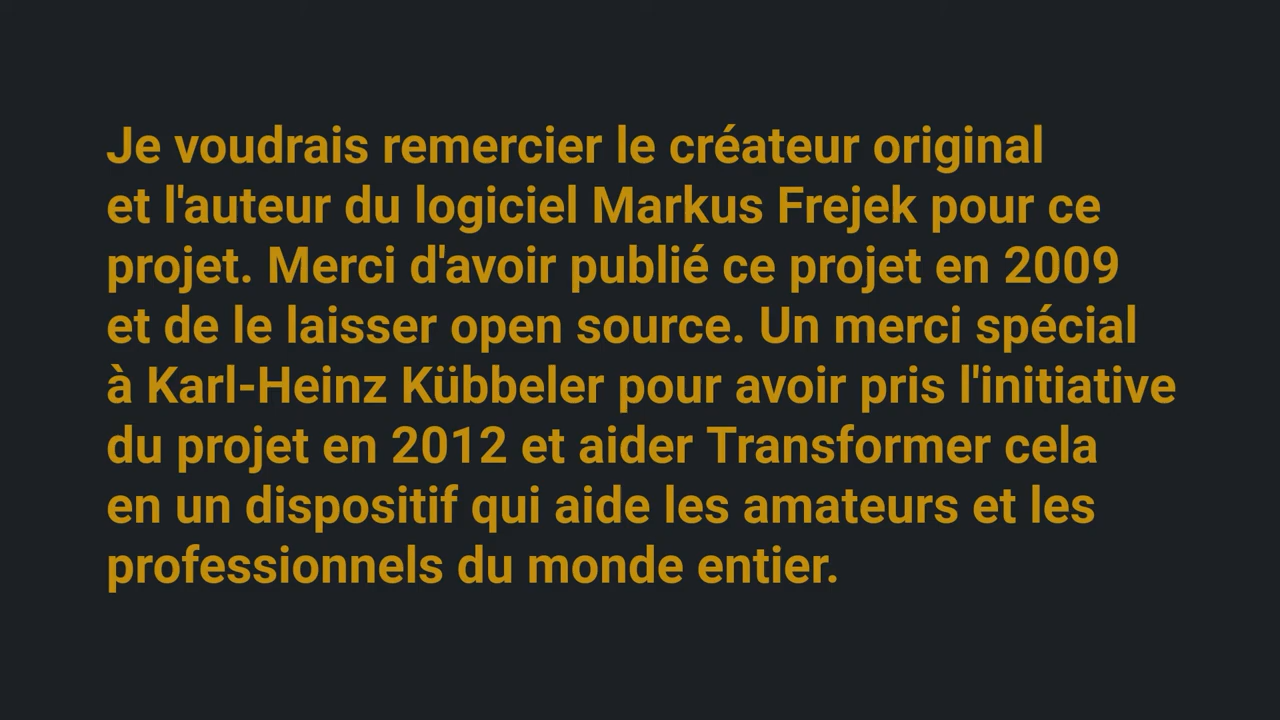 Je voudrais remercier le créateur original
et l'auteur du logiciel Markus Frejek pour ce
projet. Merci d'avoir publié ce projet en 2009
et de le laisser open source. Un merci spécial
à Karl-Heinz Kübbeler pour avoir pris l'initiative
du projet en 2012 et aider Transformer cela
en un dispositif qui aide les amateurs et les
professionnels du monde entier.